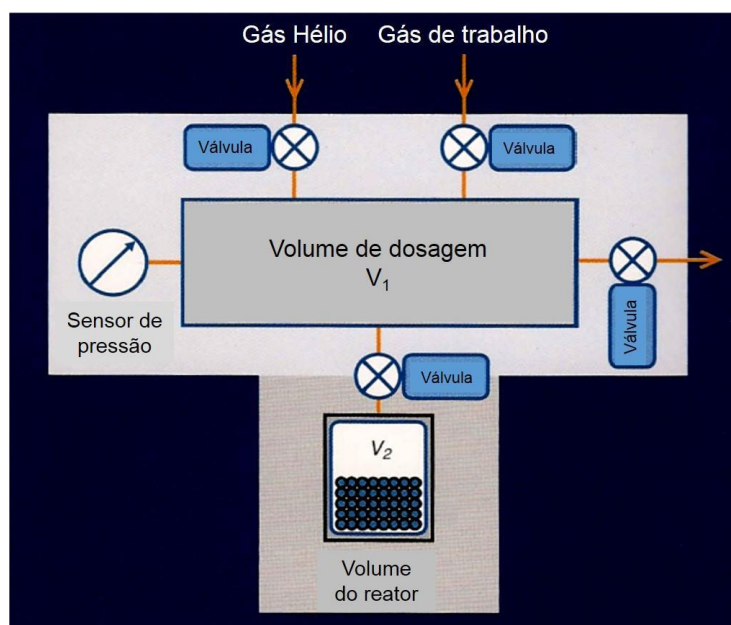 Gás Hélio
Gás de trabalho
Válvula
Válvula
Volume de dosagem
V₁
Sensor de
pressão
Válvula
Válvula
V₂
Volume
do reator